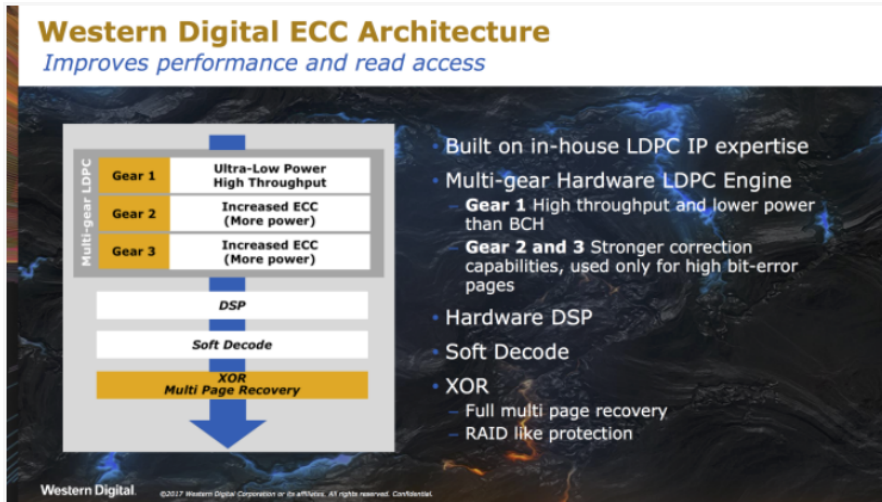 Western Digital ECC Architecture
Improves performance and read access
Multi-gear LDPC
Gear 1
Ultra-Low Power
High Throughput
Gear 2
Increased ECC
(More power)
Gear 3
Increased ECC
(More power)
DSP
Soft Decode
XOR
Multi Page Recovery
• Built on in-house LDPC IP expertise
• Multi-gear Hardware LDPC Engine
– Gear 1 High throughput and lower power
than BCH
– Gear 2 and 3 Stronger correction
capabilities, used only for high bit-error
pages
• Hardware DSP
• Soft Decode
• XOR
– Full multi page recovery
– RAID like protection
Western Digital.
©2017 Western Digital Corporation or its affiliates. All rights reserved. Confidential.